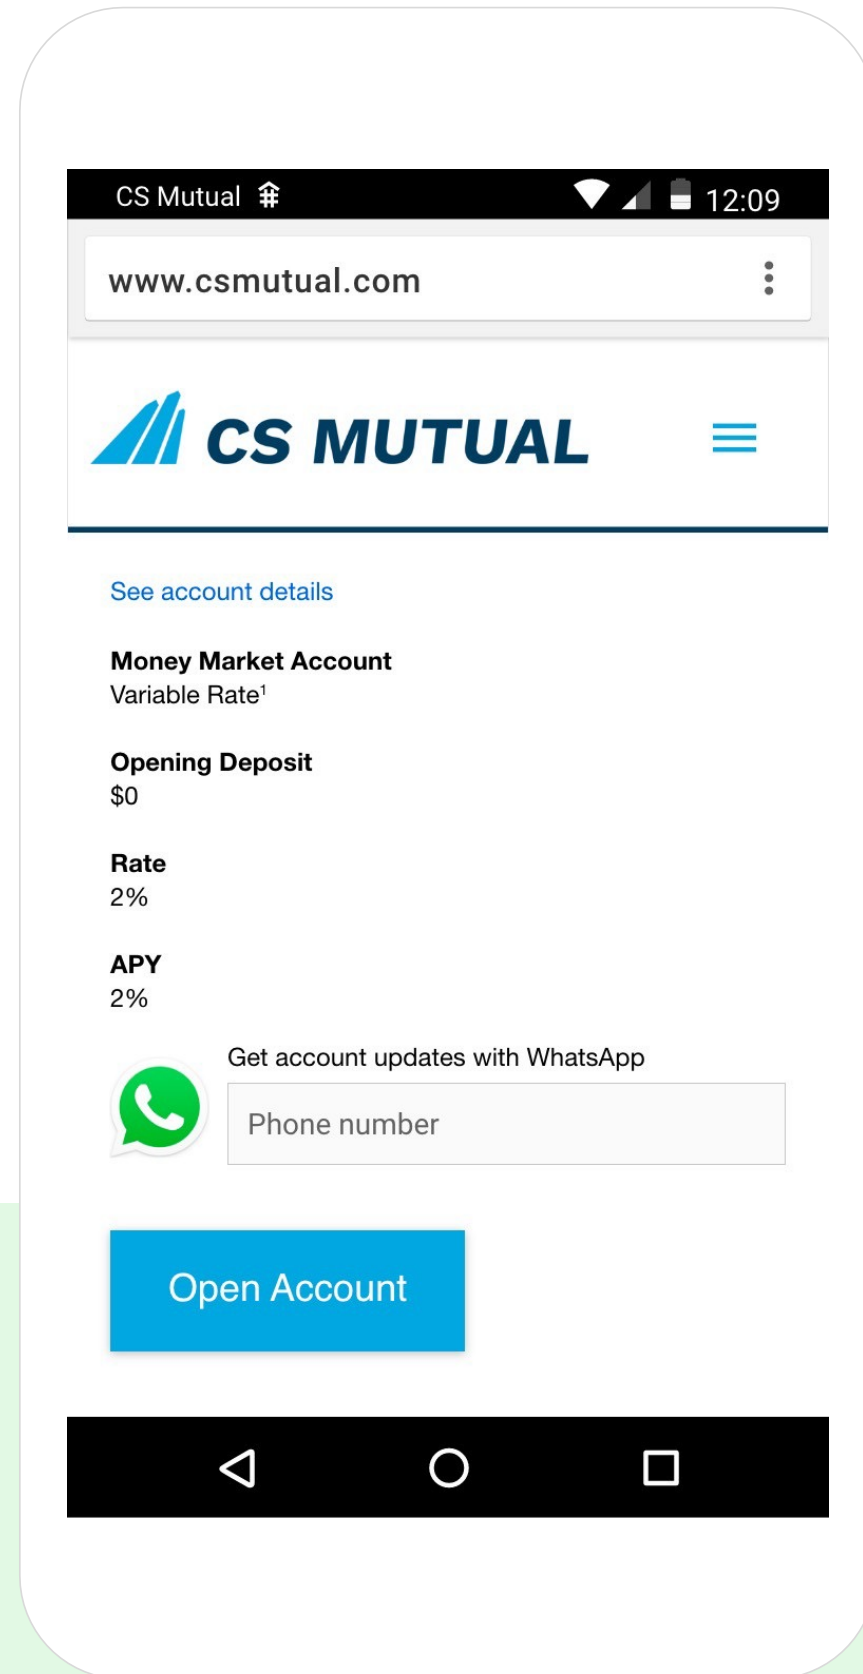 CS Mutual
12:09
www.csmutual.com
CS MUTUAL
See account details
Money Market Account
Variable Rate¹
Opening Deposit
$0
Rate
2%
APY
2%
Get account updates with WhatsApp
Phone number
Open Account